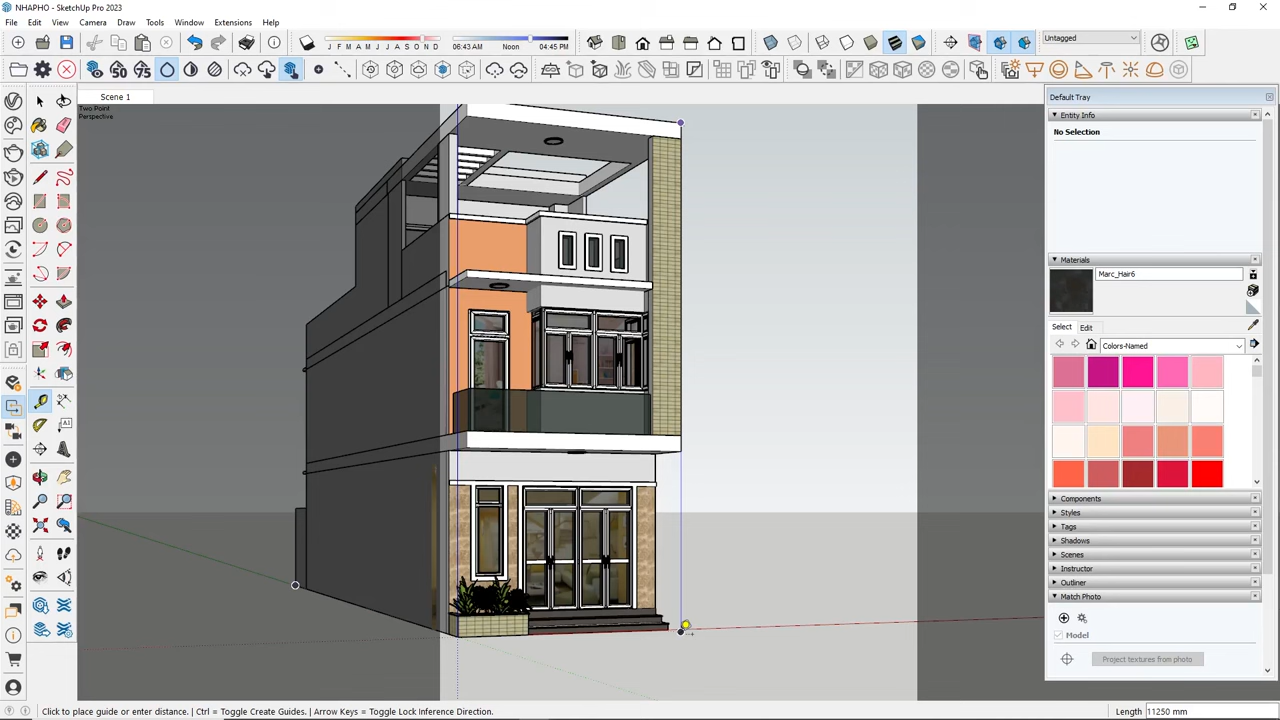 NHAPHO - SketchUp Pro 2023
File Edit View Camera Draw Tools Window Extensions Help
J F M A M J J A S O N D
06:43 AM Noon 04:45 PM
Untagged
50 75
Scene 1
Two Point
Perspective
Default Tray
Entity Info
No Selection
Materials
Marc_Hair6
Select Edit
Colors-Named
Components
Styles
Tags
Shadows
Scenes
Instructor
Outliner
Match Photo
Model
Project textures from photo
Click to place guide or enter distance. | Ctrl = Toggle Create Guides. | Arrow Keys = Toggle Lock Inference Direction.
Length 11250 mm